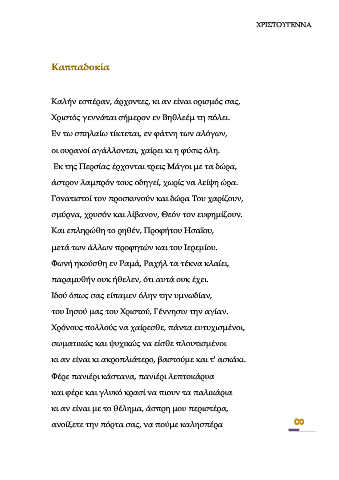 ΧΡΙΣΤΟΥΓΕΝΝΑ
Καππαδοκία
Καλήν εσπέραν, άρχοντες, κι αν είναι ορισμός σας,
Χριστός γεννάται σήμερον εν Βηθλεέμ τη πόλει.
Εν τω σπηλαίω τίκτεται, εν φάτνη των αλόγων,
οι ουρανοί αγάλλονται, χαίρει κι η φύσις όλη.
Εκ της Περσίας έρχονται τρεις Μάγοι με τα δώρα,
άστρον λαμπρόν τους οδηγεί, χωρίς να λείψη ώρα.
Γονατιστοί τον προσκυνούν και δώρα Του χαρίζουν,
σμύρνα, χρυσόν και λίβανον, Θεόν τον ευφημίζουν.
Και επληρώθη το ρηθέν, Προφήτου Ησαΐου,
μετά των άλλων προφητών και του Ιερεμίου.
Φωνή ηκούσθη εν Ραμά, Ραχήλ τα τέκνα κλαίει,
παραμυθήν ουκ ήθελεν, ότι αυτά ουκ έχει.
Ιδού όπως σας είπαμεν όλην την υμνωδίαν,
του Ιησού μας του Χριστού, Γέννησιν την αγίαν.
Χρόνους πολλούς να χαίρεσθε, πάντα ευτυχισμένοι,
σωματικώς και ψυχικώς να είσθε πλουτισμένοι
κι αν είναι κι ακροπλιάτερο, βαστούμε και τ' ασκάκι.
Φέρε πανιέρι κάστανα, πανιέρι λεπτοκάρυα
και φέρε και γλυκό κρασί να πιουν τα παλικάρια
κι αν είναι με το θέλημα, άσπρη μου περιστέρα,
ανοίξετε την πόρτα σας, να πούμε καλησπέρα
8